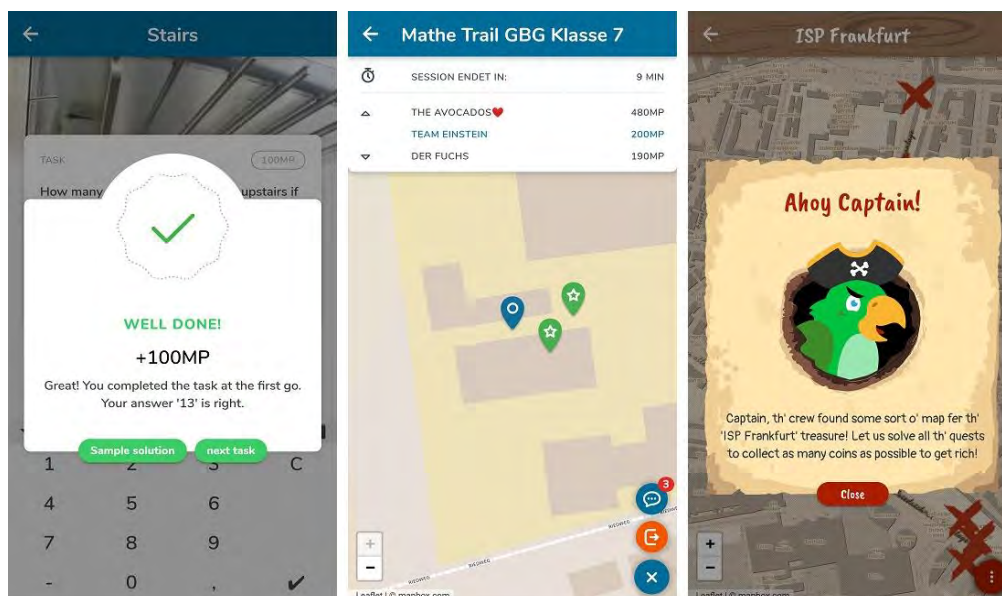 Stairs
TASK
100MP
How many
upstairs if
WELL DONE!
+100MP
Great! You completed the task at the first go.
Your answer '13' is right.
Sample solution
next task
1 2 3 C
4 5 6
7 8 9
- 0 ,
Mathe Trail GBG Klasse 7
SESSION ENDET IN:
9 MIN
THE AVOCADOS❤
480MP
TEAM EINSTEIN
200MP
DER FUCHS
190MP
3
RIEDWEG
RIEDWEG
+
-
Leaflet | © mapbox.com
ISP Frankfurt
Ahoy Captain!
Captain, th' crew found some sort o' map fer th'
'ISP Frankfurt' treasure! Let us solve all th' quests
to collect as many coins as possible to get rich!
Close
+
-
Leaflet | © mapbox.com